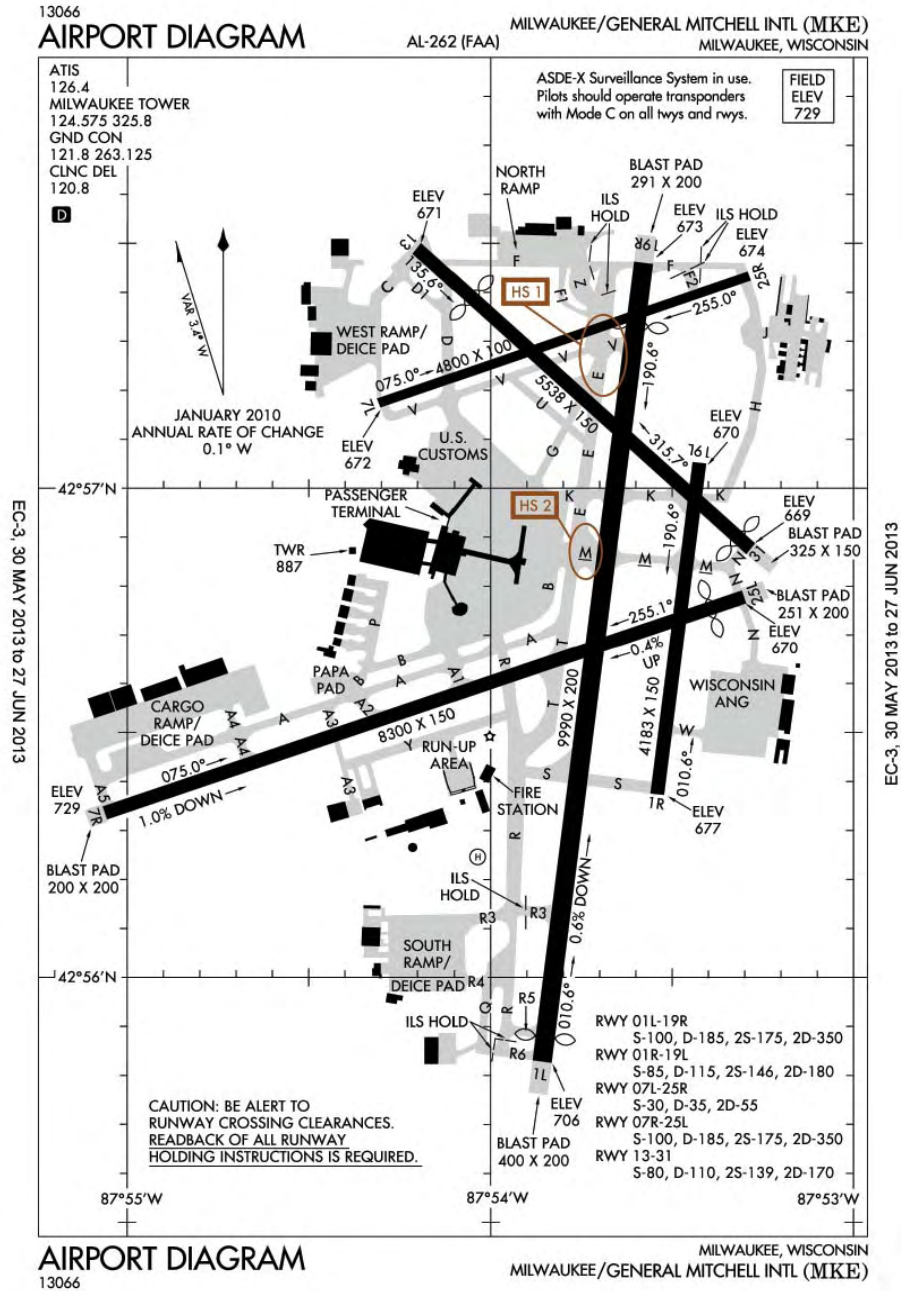 13066
AIRPORT DIAGRAM
AL-262 (FAA)
MILWAUKEE/GENERAL MITCHELL INTL (MKE)
MILWAUKEE, WISCONSIN
ATIS
126.4
MILWAUKEE TOWER
124.575 325.8
GND CON
121.8 263.125
CLNC DEL
120.8
D
ASDE-X Surveillance System in use.
Pilots should operate transponders
with Mode C on all twys and rwys.
FIELD
ELEV
729
VAR 3.4° W
JANUARY 2010
ANNUAL RATE OF CHANGE
0.1° W
ELEV
671
NORTH
RAMP
ILS
HOLD
BLAST PAD
291 X 200
ELEV
673
ILS HOLD
ELEV
674
13
135.6°
C
D1
D
F
F1
Z
19R
F
F2
25R
255.0°
HS 1
WEST RAMP/
DEICE PAD
075.0°
4800 X 100
7L
V
V
V
V
E
190.6°
J
H
ELEV
672
5538 X 150
U
G
E
315.7°
ELEV
670
19L
U.S.
CUSTOMS
42°57'N
PASSENGER
TERMINAL
HS 2
K
K
K
K
E
190.6°
ELEV
669
31
BLAST PAD
325 X 150
TWR
887
M
M
M
N
N
B
25L
BLAST PAD
251 X 200
255.1°
ELEV
670
N
P
PAPA
PAD
B
B
A
A
A1
A2
A3
R
T
T
0.4%
UP
WISCONSIN
ANG
CARGO
RAMP/
DEICE PAD
A4
A4
A
8300 X 150
Y
RUN-UP
AREA
9990 X 200
4183 X 150
W
010.6°
075.0°
1.0% DOWN
A5
7R
ELEV
729
A3
FIRE
STATION
S
S
1R
ELEV
677
BLAST PAD
200 X 200
R
H
ILS
HOLD
R3
R3
0.6% DOWN
SOUTH
RAMP/
DEICE PAD
42°56'N
R4
Q
R
R5
010.6°
ILS HOLD
R6
1L
ELEV
706
BLAST PAD
400 X 200
RWY 01L-19R
S-100, D-185, 2S-175, 2D-350
RWY 01R-19L
S-85, D-115, 2S-146, 2D-180
RWY 07L-25R
S-30, D-35, 2D-55
RWY 07R-25L
S-100, D-185, 2S-175, 2D-350
RWY 13-31
S-80, D-110, 2S-139, 2D-170
CAUTION: BE ALERT TO
RUNWAY CROSSING CLEARANCES.
READBACK OF ALL RUNWAY
HOLDING INSTRUCTIONS IS REQUIRED.
87°55'W
87°54'W
87°53'W
EC-3, 30 MAY 2013 to 27 JUN 2013
EC-3, 30 MAY 2013 to 27 JUN 2013
AIRPORT DIAGRAM
13066
MILWAUKEE, WISCONSIN
MILWAUKEE/GENERAL MITCHELL INTL (MKE)